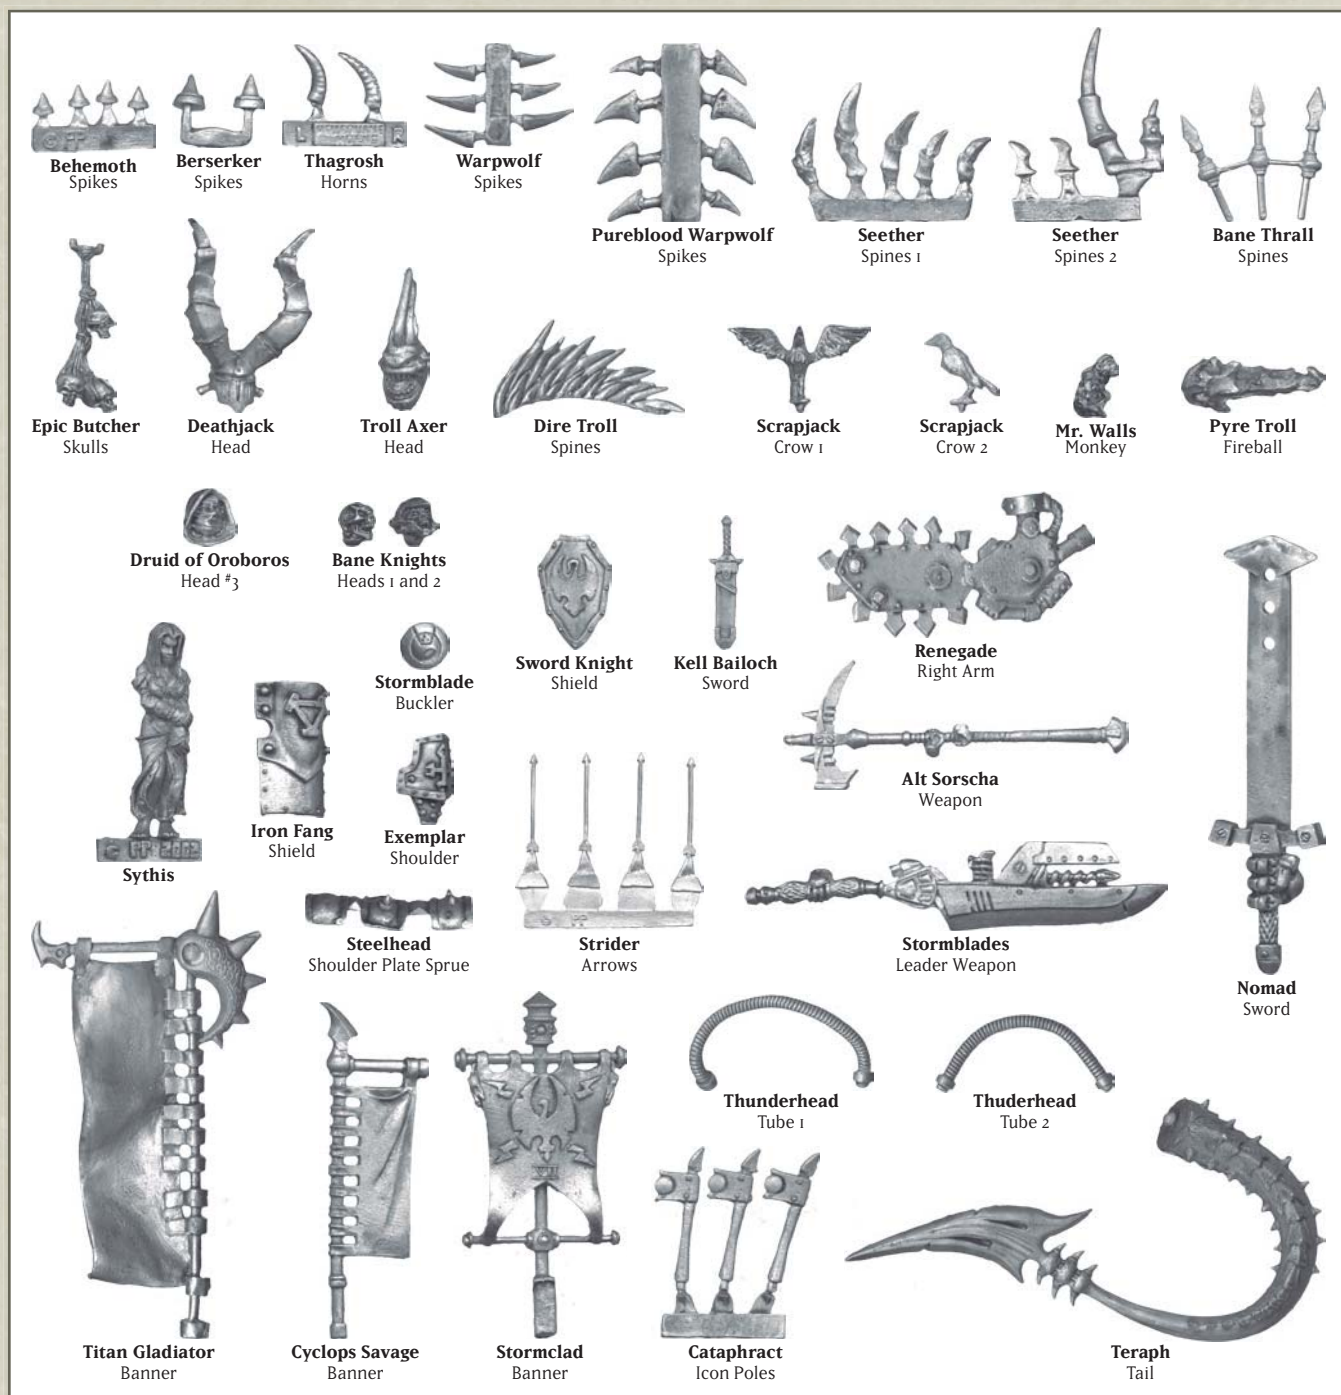 Behemoth
Spikes
Berserker
Spikes
L
R
Thagrosh
Horns
Warpwolf
Spikes
Pureblood Warpwolf
Spikes
Seether
Spines 1
Seether
Spines 2
Bane Thrall
Spines
Epic Butcher
Skulls
Deathjack
Head
Troll Axer
Head
Dire Troll
Spines
Scrapjack
Crow 1
Scrapjack
Crow 2
Mr. Walls
Monkey
Pyre Troll
Fireball
Druid of Oroboros
Head #3
Bane Knights
Heads 1 and 2
Sword Knight
Shield
Kell Bailoch
Sword
Renegade
Right Arm
Stormblade
Buckler
Alt Sorscha
Weapon
Iron Fang
Shield
Exemplar
Shoulder
© PP 2002
Sythis
Steelhead
Shoulder Plate Sprue
Strider
Arrows
Stormblades
Leader Weapon
Nomad
Sword
Thunderhead
Tube 1
Thuderhead
Tube 2
Titan Gladiator
Banner
Cyclops Savage
Banner
Stormclad
Banner
Cataphract
Icon Poles
Teraph
Tail